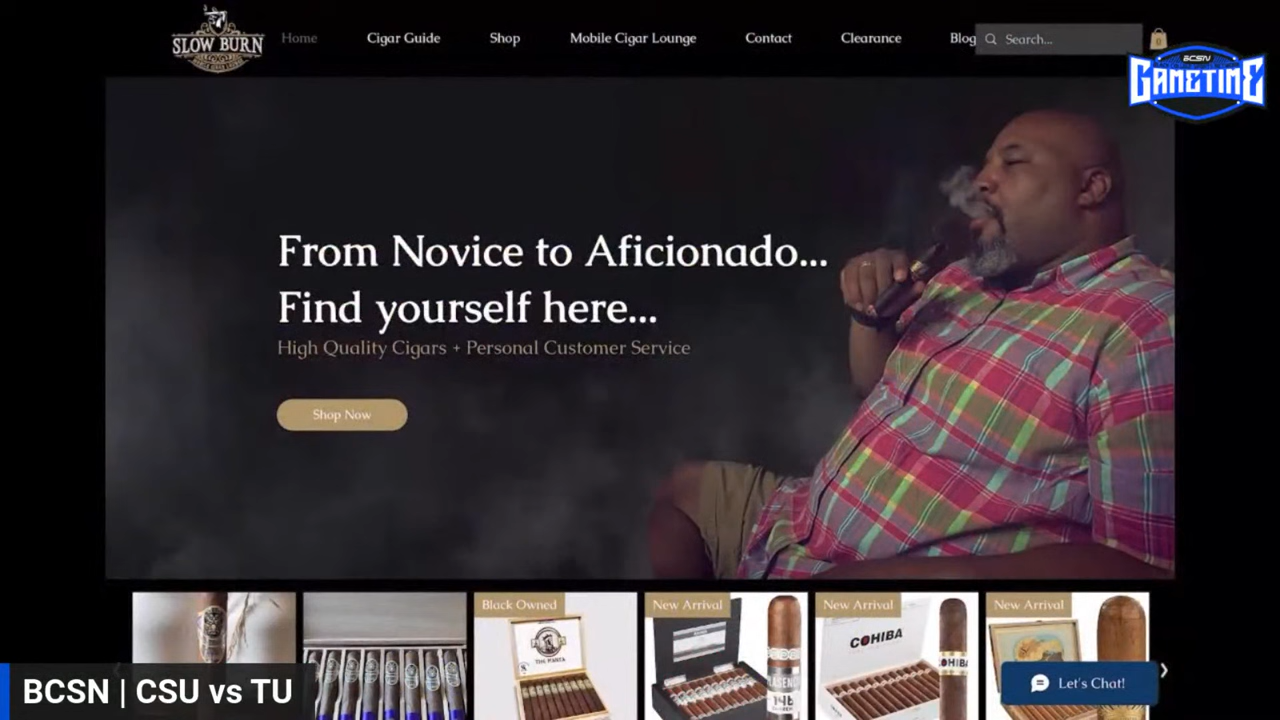 SLOW BURN
Home
Cigar Guide
Shop
Mobile Cigar Lounge
Contact
Clearance
Blog
Search...
0
BCSN
GAMETIME
From Novice to Aficionado...
Find yourself here...
High Quality Cigars + Personal Customer Service
Shop Now
Black Owned
New Arrival
New Arrival
New Arrival
COHIBA
COHIBA
146
Let's Chat!
BCSN | CSU vs TU